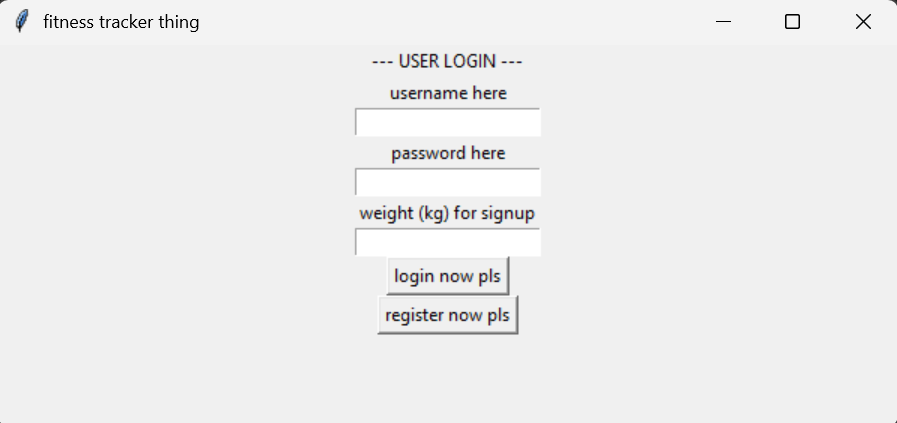 fitness tracker thing
--- USER LOGIN ---
username here
password here
weight (kg) for signup
login now pls
register now pls